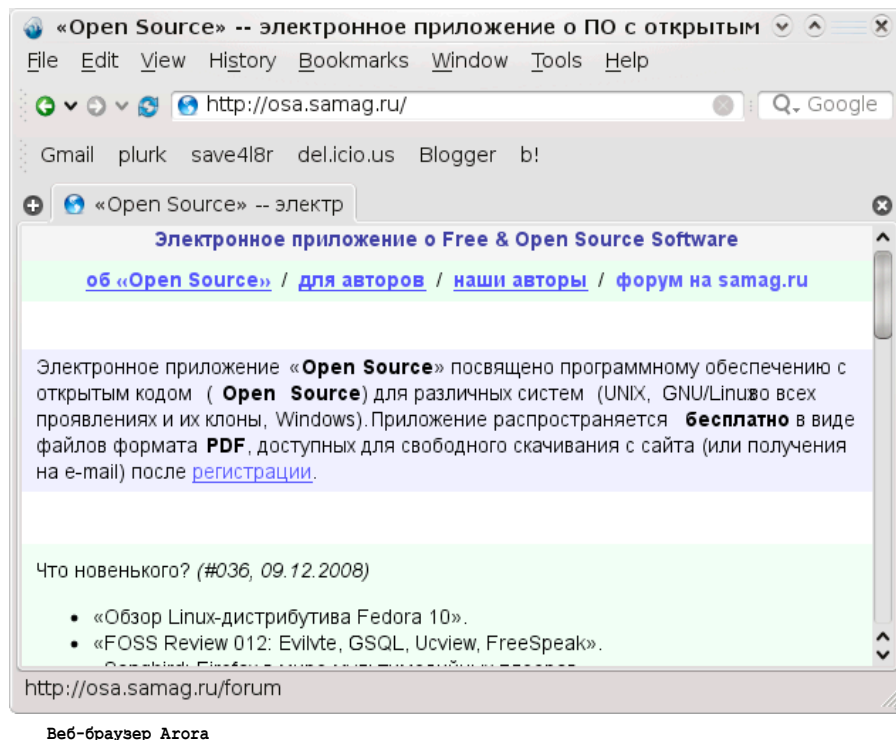 «Open Source» -- электронное приложение о ПО с открытым
File Edit View History Bookmarks Window Tools Help
http://osa.samag.ru/ Google
Gmail plurk save4l8r del.icio.us Blogger b!
«Open Source» -- электр
Электронное приложение о Free & Open Source Software
об «Open Source» / для авторов / наши авторы / форум на samag.ru
Электронное приложение «Open Source» посвящено программному обеспечению с
открытым кодом ( Open Source) для различных систем (UNIX, GNU/Linux во всех
проявлениях и их клоны, Windows). Приложение распространяется бесплатно в виде
файлов формата PDF, доступных для свободного скачивания с сайта (или получения
на e-mail) после регистрации.
Что новенького? (#036, 09.12.2008)
• «Обзор Linux-дистрибутива Fedora 10».
• «FOSS Review 012: Evilvte, GSQL, Ucview, FreeSpeak».
http://osa.samag.ru/forum
Веб-браузер Arora